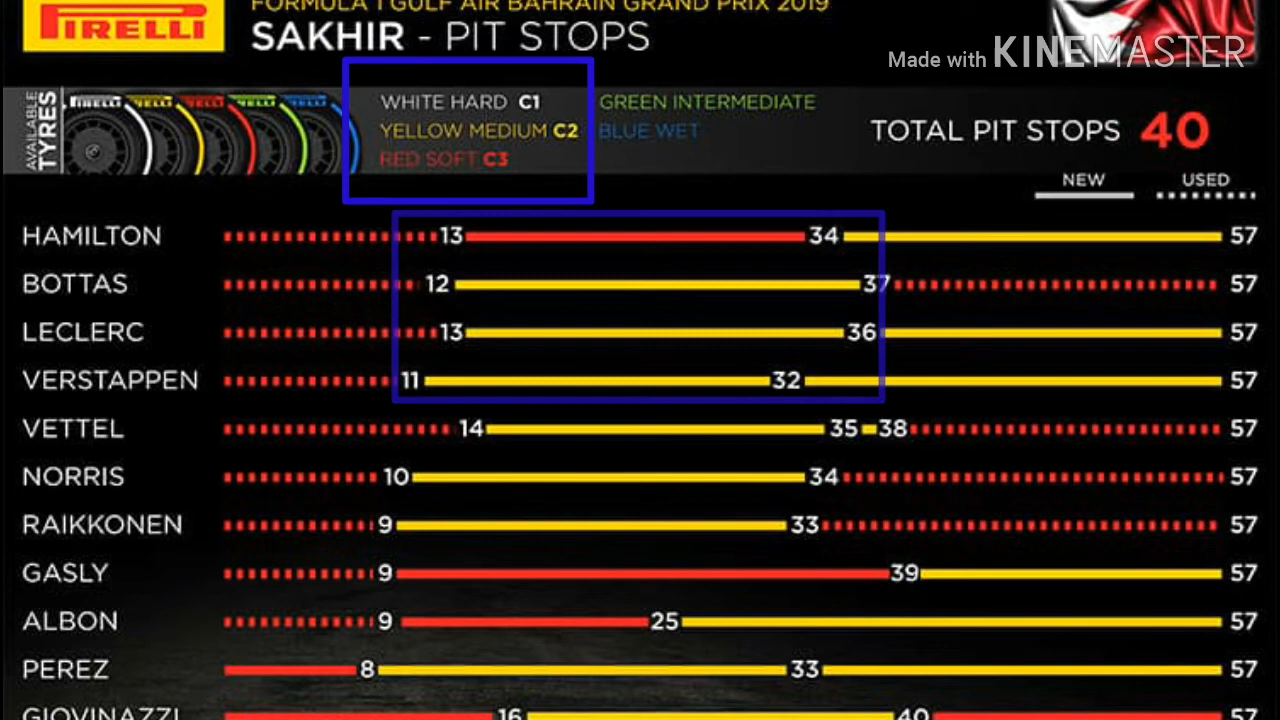 PIRELLI
FORMULA 1 GULF AIR BAHRAIN GRAND PRIX 2019
SAKHIR - PIT STOPS
Made with KINEMASTER
AVAILABLE
TYRES
WHITE HARD C1
YELLOW MEDIUM C2
RED SOFT C3
GREEN INTERMEDIATE
BLUE WET
TOTAL PIT STOPS 40
NEW USED
HAMILTON 13 34 57
BOTTAS 12 37 57
LECLERC 13 36 57
VERSTAPPEN 11 32 57
VETTEL 14 35 38 57
NORRIS 10 34 57
RAIKKONEN 9 33 57
GASLY 9 39 57
ALBON 9 25 57
PEREZ 8 33 57
GIOVINAZZI 16 40 57